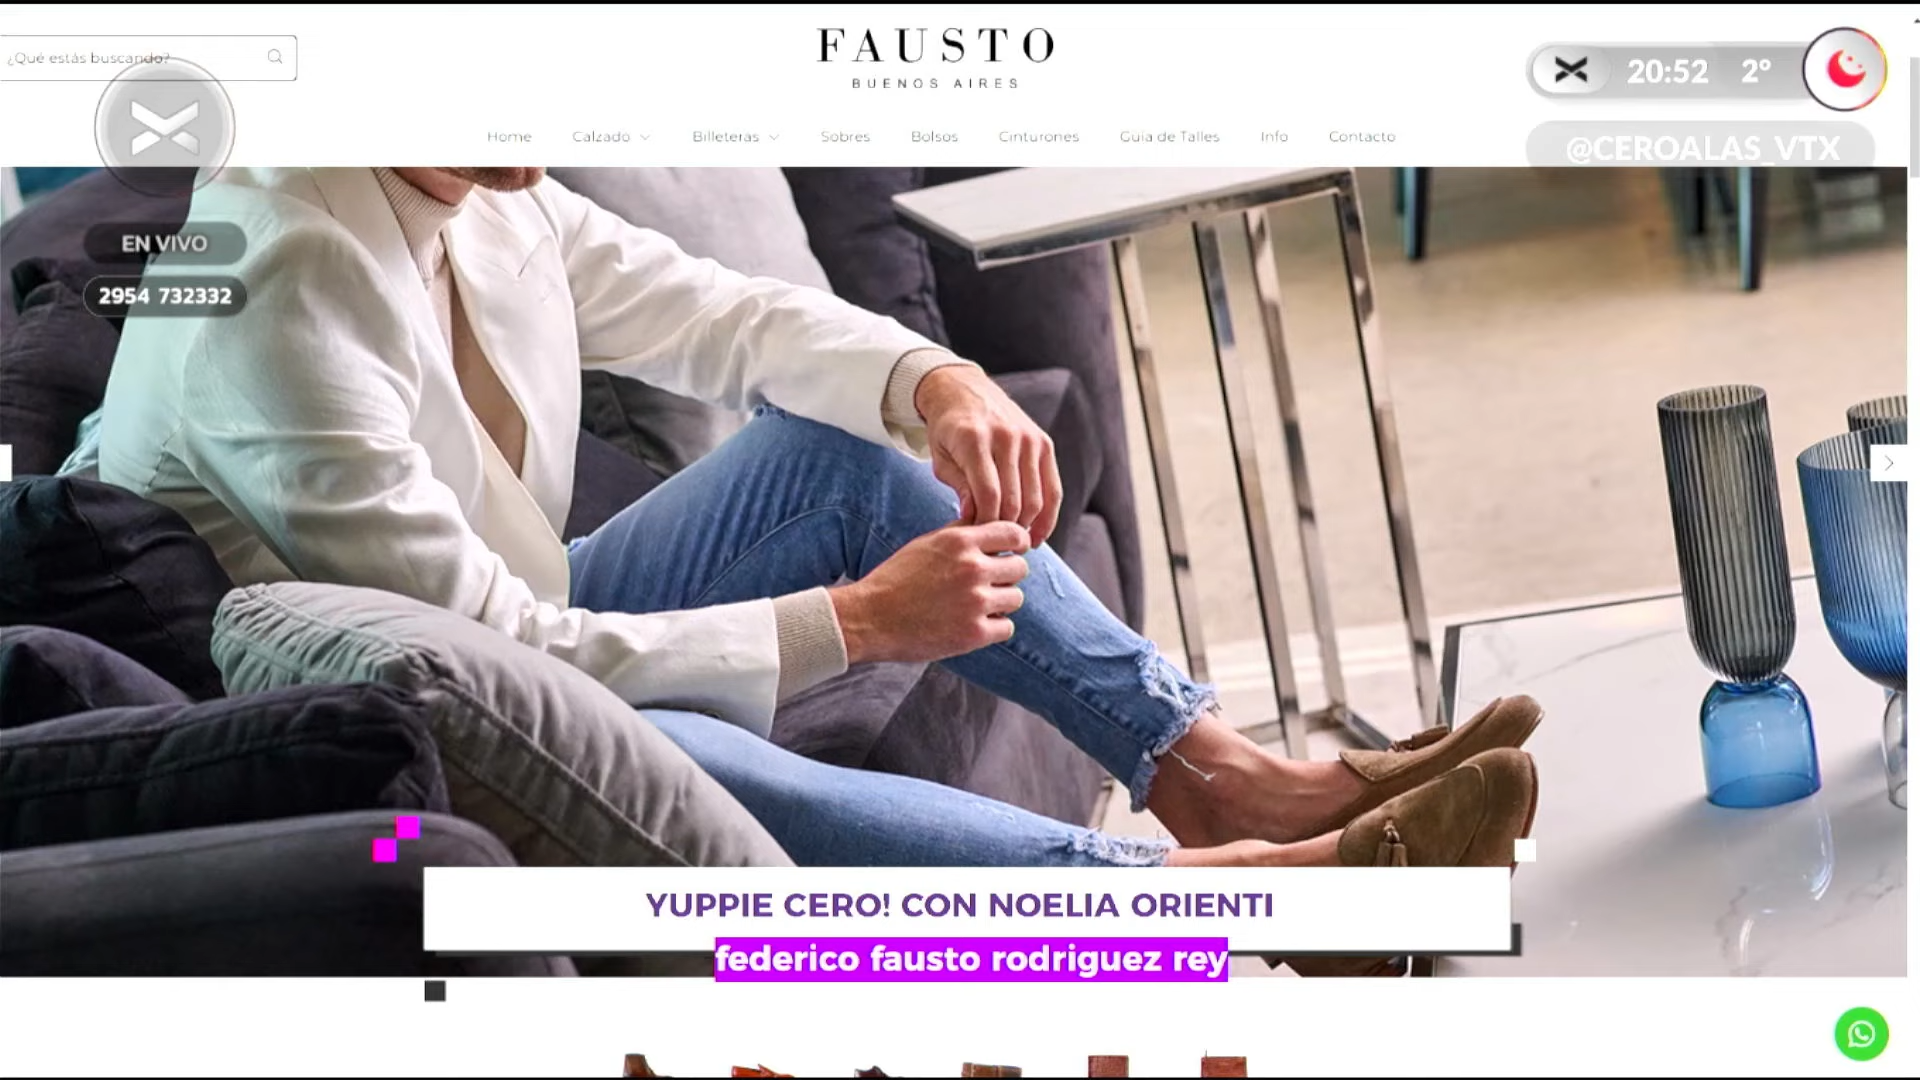 ¿Qué estás buscando?
FAUSTO
BUENOS AIRES
20:52 2°
@CEROALAS_VTX
Home Calzado Billeteras Sobres Bolsos Cinturones Guia de Talles Info Contacto
EN VIVO
2954 732332
YUPPIE CERO! CON NOELIA ORIENTI
federico fausto rodriguez rey